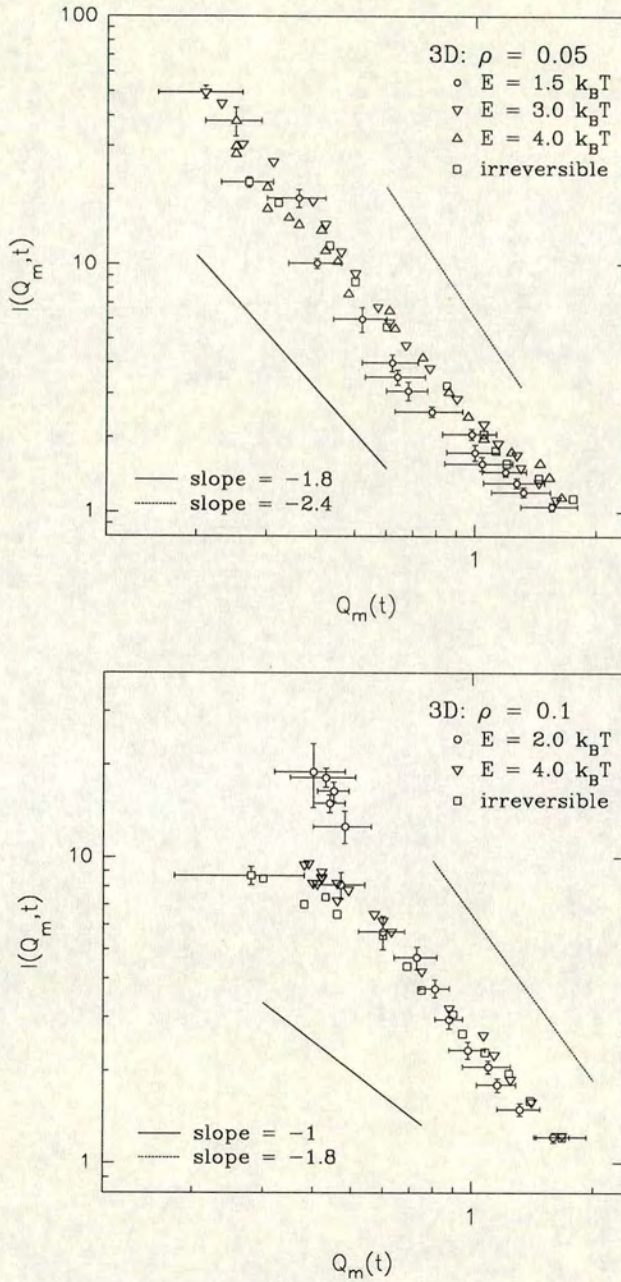 100
3D: ρ = 0.05
E = 1.5 k_BT
E = 3.0 k_BT
E = 4.0 k_BT
irreversible
10
I(Q_m,t)
slope = −1.8
slope = −2.4
1
1
Q_m(t)
3D: ρ = 0.1
E = 2.0 k_BT
E = 4.0 k_BT
irreversible
10
I(Q_m,t)
slope = −1
slope = −1.8
1
1
Q_m(t)